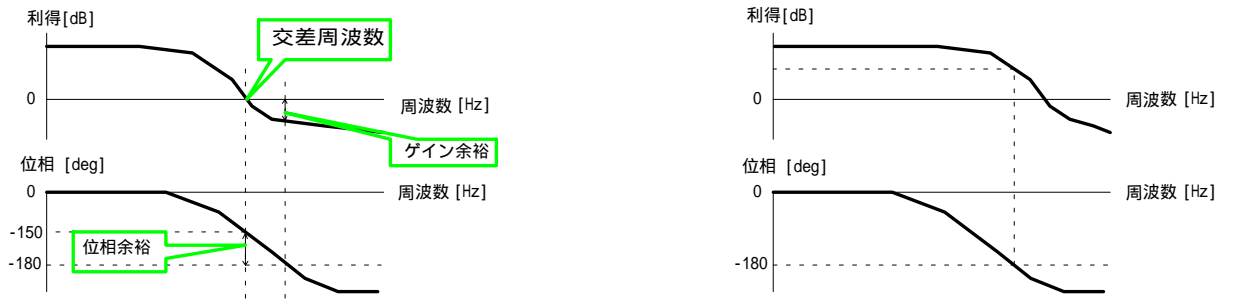 利得[dB]
交差周波数
0
周波数 [Hz]
ゲイン余裕
位相 [deg]
0
周波数 [Hz]
-150
位相余裕
-180
利得[dB]
0
周波数 [Hz]
位相 [deg]
0
周波数 [Hz]
-180